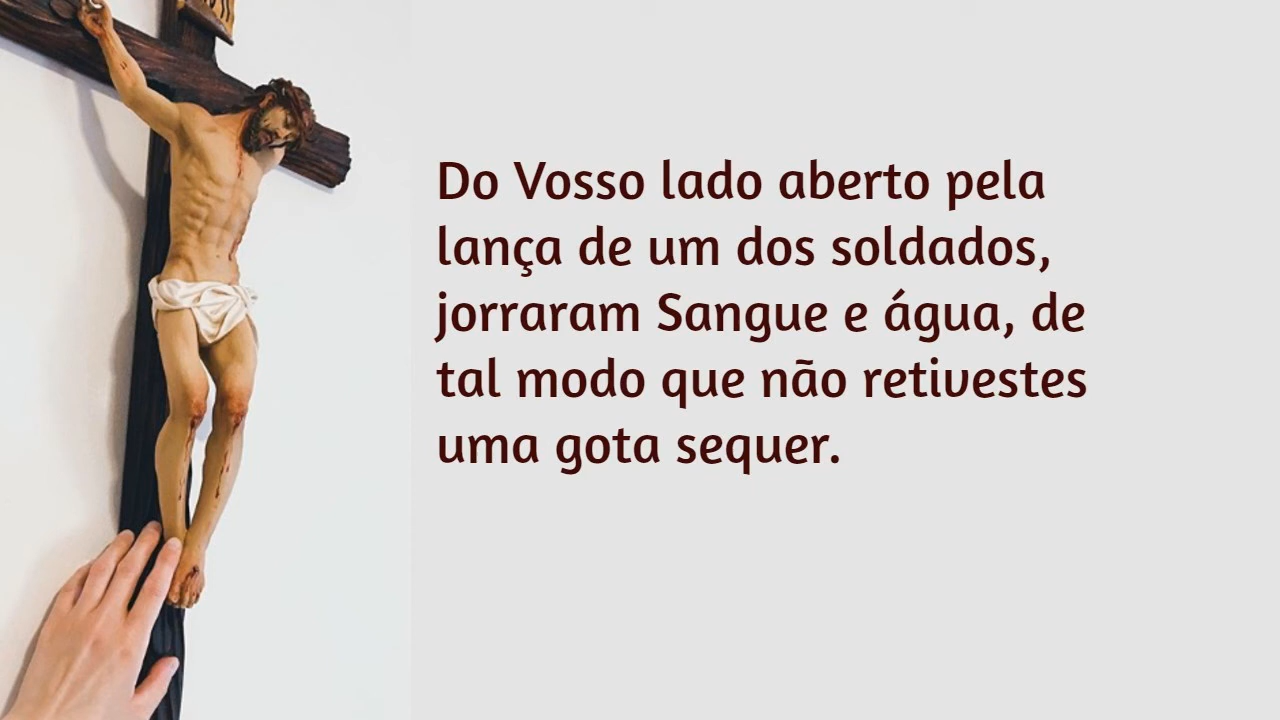 Do Vosso lado aberto pela
lança de um dos soldados,
jorraram Sangue e água, de
tal modo que não retivestes
uma gota sequer.